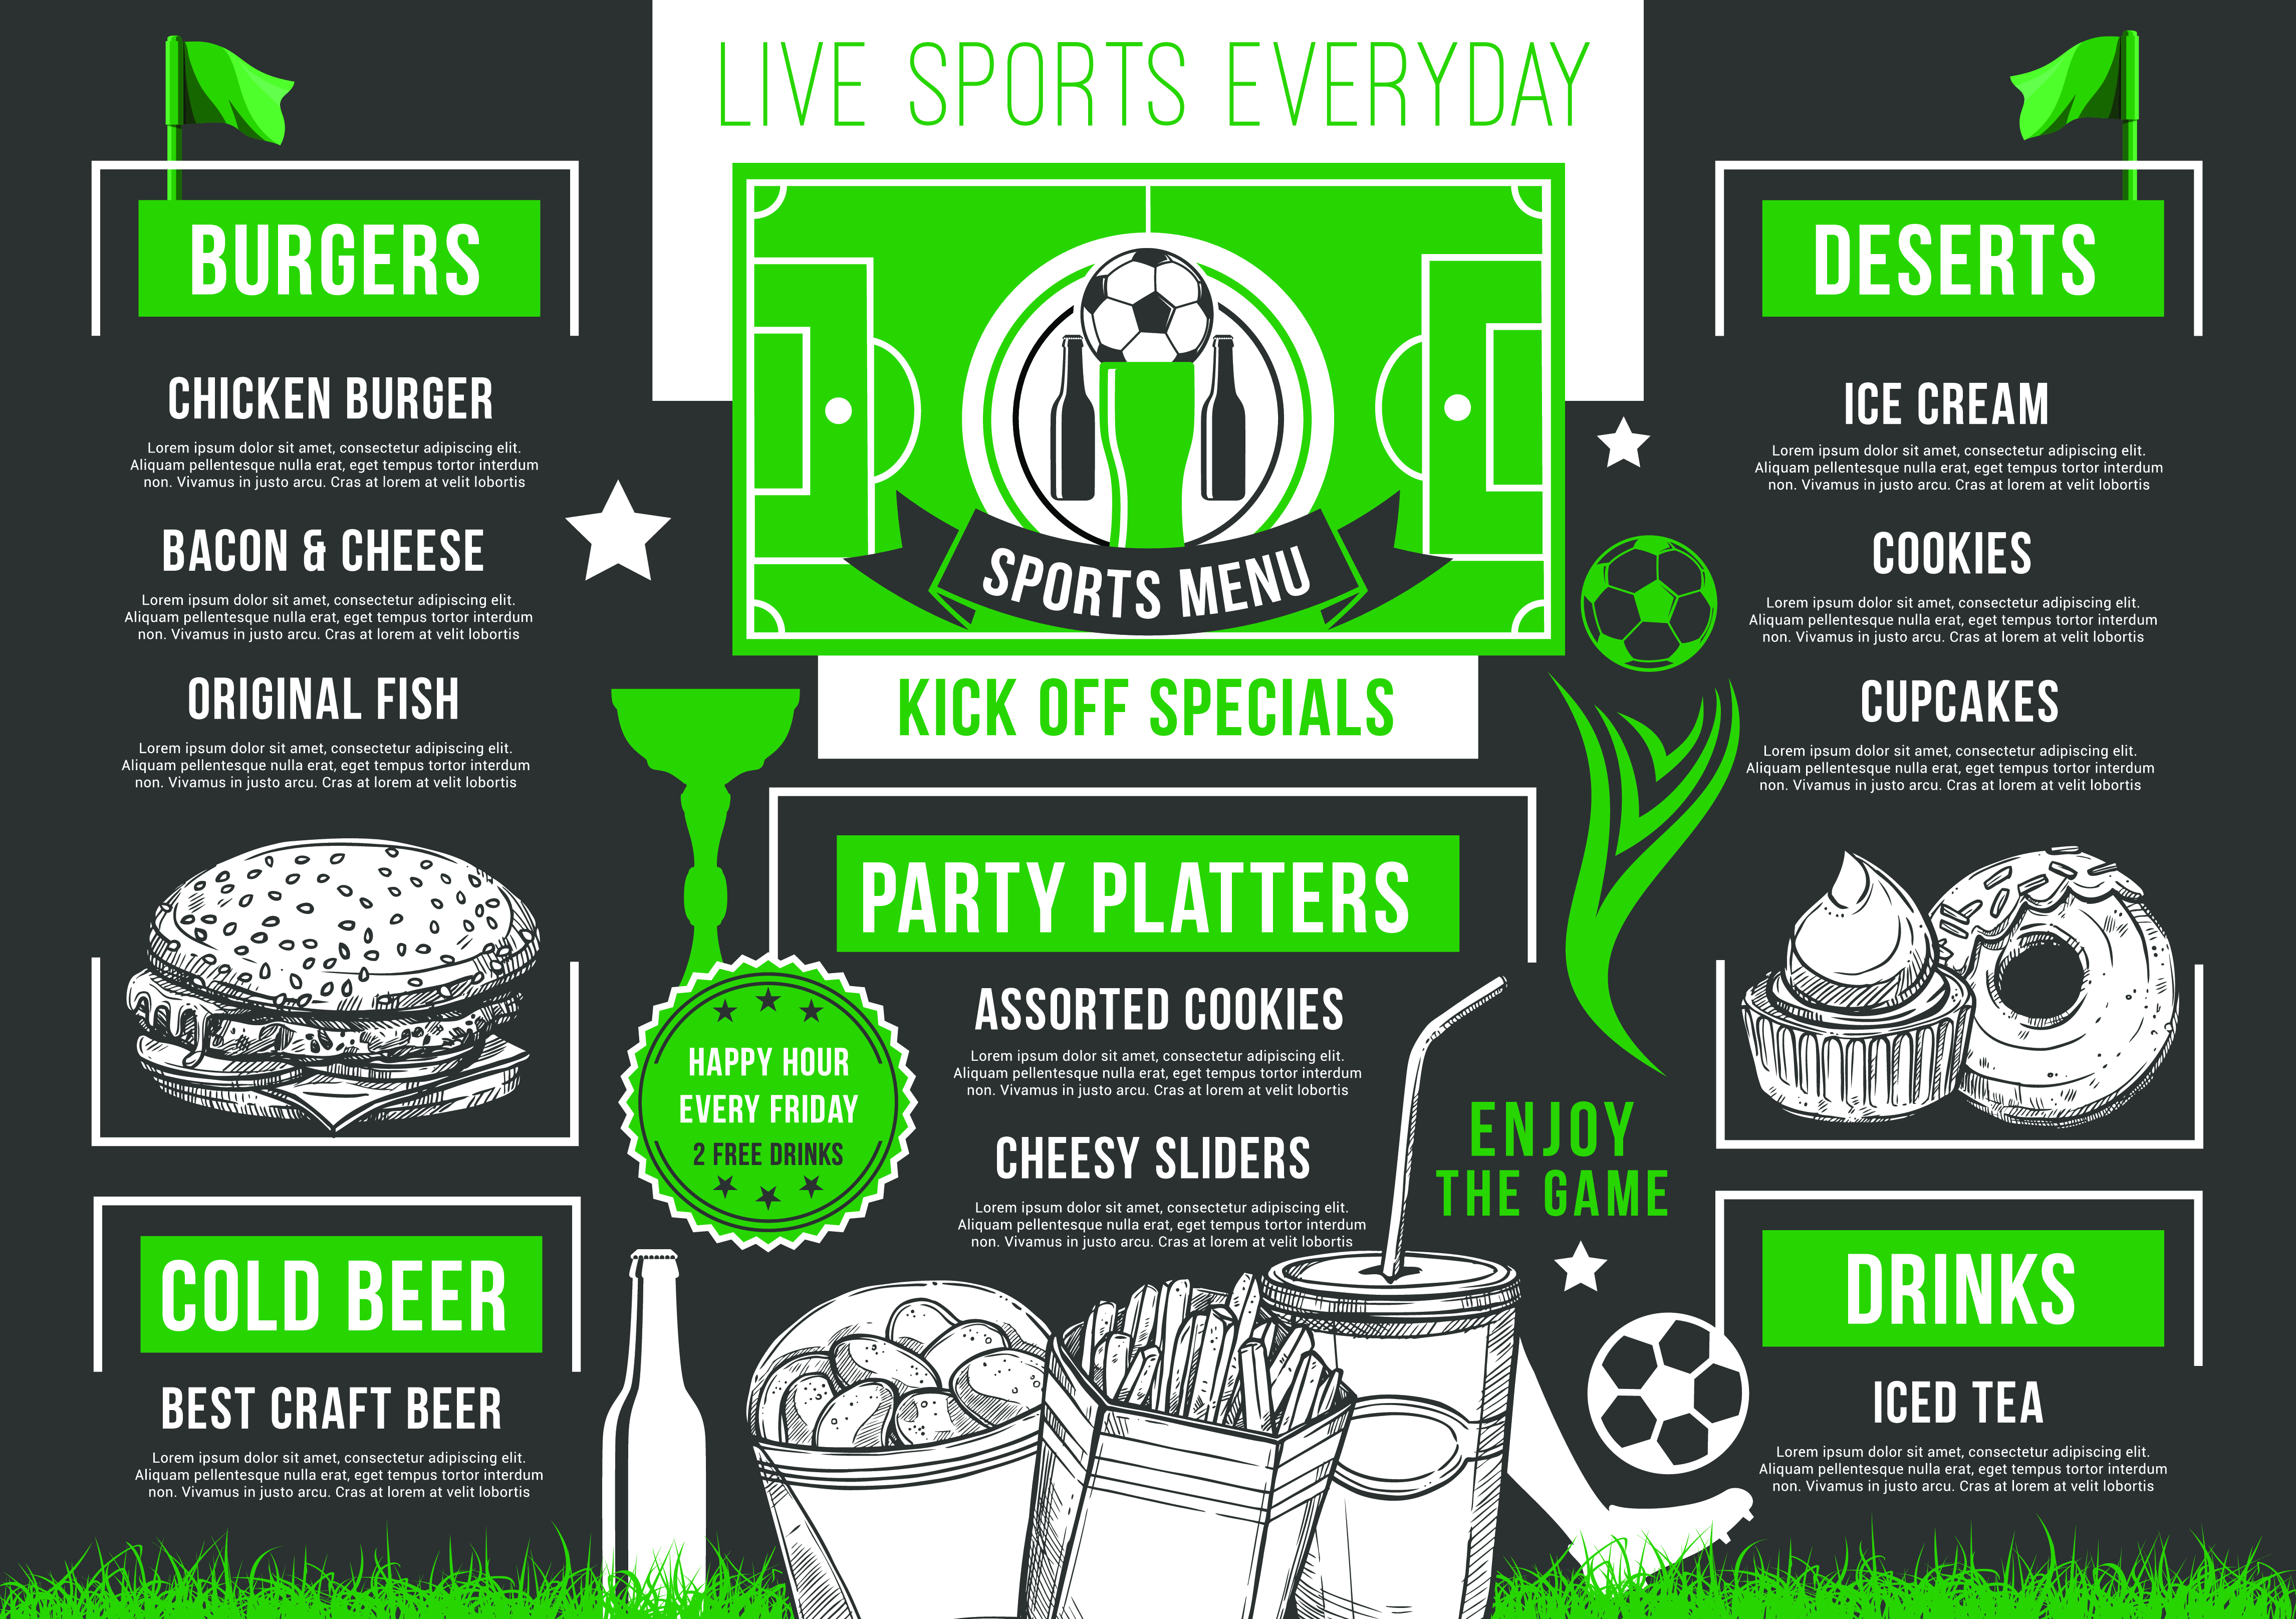 LIVE SPORTS EVERYDAY
SPORTS MENU
KICK OFF SPECIALS
BURGERS
CHICKEN BURGER
Lorem ipsum dolor sit amet, consectetur adipiscing elit.
Aliquam pellentesque nulla erat, eget tempus tortor interdum
non. Vivamus in justo arcu. Cras at lorem at velit lobortis
BACON & CHEESE
Lorem ipsum dolor sit amet, consectetur adipiscing elit.
Aliquam pellentesque nulla erat, eget tempus tortor interdum
non. Vivamus in justo arcu. Cras at lorem at velit lobortis
ORIGINAL FISH
Lorem ipsum dolor sit amet, consectetur adipiscing elit.
Aliquam pellentesque nulla erat, eget tempus tortor interdum
non. Vivamus in justo arcu. Cras at lorem at velit lobortis
COLD BEER
BEST CRAFT BEER
Lorem ipsum dolor sit amet, consectetur adipiscing elit.
Aliquam pellentesque nulla erat, eget tempus tortor interdum
non. Vivamus in justo arcu. Cras at lorem at velit lobortis
HAPPY HOUR
EVERY FRIDAY
2 FREE DRINKS
PARTY PLATTERS
ASSORTED COOKIES
Lorem ipsum dolor sit amet, consectetur adipiscing elit.
Aliquam pellentesque nulla erat, eget tempus tortor interdum
non. Vivamus in justo arcu. Cras at lorem at velit lobortis
CHEESY SLIDERS
Lorem ipsum dolor sit amet, consectetur adipiscing elit.
Aliquam pellentesque nulla erat, eget tempus tortor interdum
non. Vivamus in justo arcu. Cras at lorem at velit lobortis
ENJOY
THE GAME
DESERTS
ICE CREAM
Lorem ipsum dolor sit amet, consectetur adipiscing elit.
Aliquam pellentesque nulla erat, eget tempus tortor interdum
non. Vivamus in justo arcu. Cras at lorem at velit lobortis
COOKIES
Lorem ipsum dolor sit amet, consectetur adipiscing elit.
Aliquam pellentesque nulla erat, eget tempus tortor interdum
non. Vivamus in justo arcu. Cras at lorem at velit lobortis
CUPCAKES
Lorem ipsum dolor sit amet, consectetur adipiscing elit.
Aliquam pellentesque nulla erat, eget tempus tortor interdum
non. Vivamus in justo arcu. Cras at lorem at velit lobortis
DRINKS
ICED TEA
Lorem ipsum dolor sit amet, consectetur adipiscing elit.
Aliquam pellentesque nulla erat, eget tempus tortor interdum
non. Vivamus in justo arcu. Cras at lorem at velit lobortis